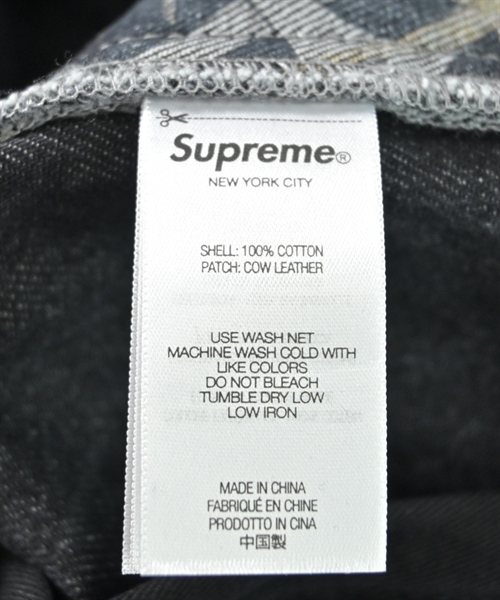 Supreme®
NEW YORK CITY
SHELL: 100% COTTON
PATCH: COW LEATHER
USE WASH NET
MACHINE WASH COLD WITH
LIKE COLORS
DO NOT BLEACH
TUMBLE DRY LOW
LOW IRON
MADE IN CHINA
FABRIQUÉ EN CHINE
PRODOTTO IN CINA
中国製